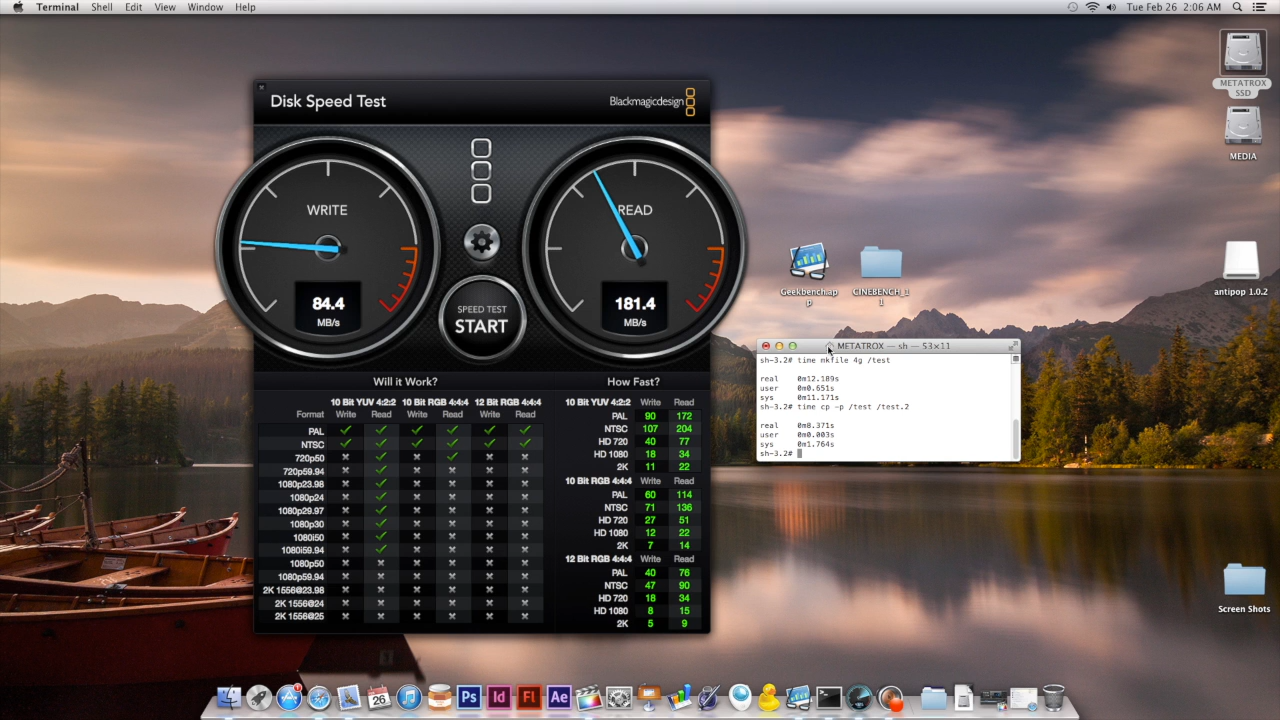 Terminal Shell Edit View Window Help
Tue Feb 26 2:06 AM
METATROX
SSD
MEDIA
antipop 1.0.2
Screen Shots
Geekbench.ap
p
CINEBENCH_1
1
Disk Speed Test
Blackmagicdesign
WRITE
84.4
MB/s
READ
181.4
MB/s
SPEED TEST
START
Will it Work?
10 Bit YUV 4:2:2 10 Bit RGB 4:4:4 12 Bit RGB 4:4:4
Format Write Read Write Read Write Read
PAL
NTSC
720p50
720p59.94
1080p23.98
1080p24
1080p29.97
1080p30
1080i50
1080i59.94
1080p50
1080p59.94
2K 1556@23.98
2K 1556@24
2K 1556@25
How Fast?
10 Bit YUV 4:2:2 Write Read
PAL 90 172
NTSC 107 204
HD 720 40 77
HD 1080 18 34
2K 11 22
10 Bit RGB 4:4:4 Write Read
PAL 60 114
NTSC 71 136
HD 720 27 51
HD 1080 12 22
2K 7 14
12 Bit RGB 4:4:4 Write Read
PAL 40 76
NTSC 47 90
HD 720 18 34
HD 1080 8 15
2K 5 9
METATROX — sh — 53×11
sh-3.2# time mkfile 4g /test
real 0m12.189s
user 0m0.651s
sys 0m11.171s
sh-3.2# time cp -p /test /test.2
real 0m8.371s
user 0m0.003s
sys 0m1.764s
sh-3.2#
26
Ps Id Fl Ae